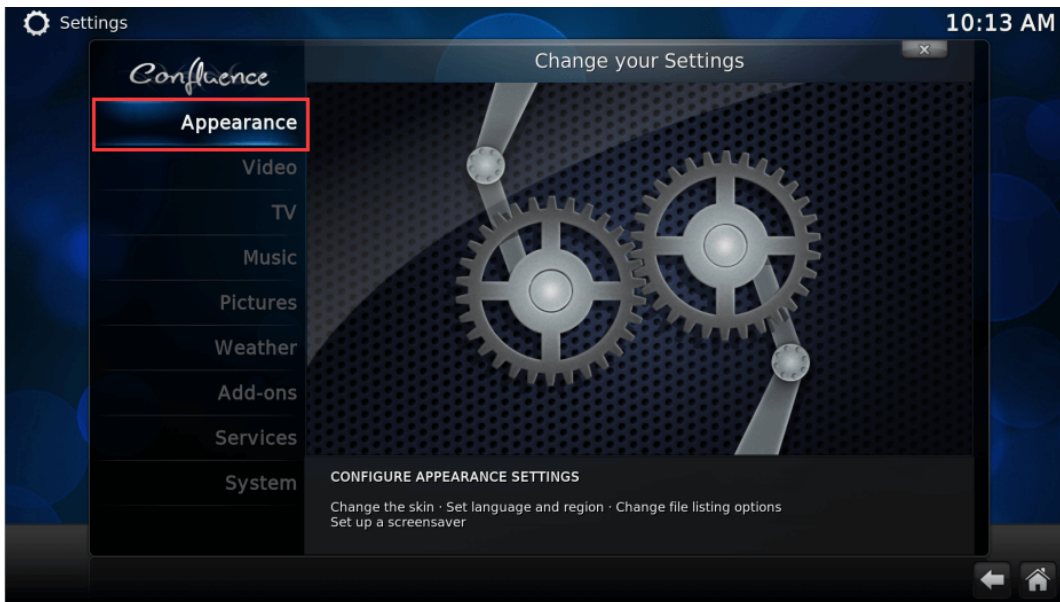 Settings
10:13 AM
Confluence
Change your Settings
Appearance
Video
TV
Music
Pictures
Weather
Add-ons
Services
System
CONFIGURE APPEARANCE SETTINGS
Change the skin · Set language and region · Change file listing options
Set up a screensaver